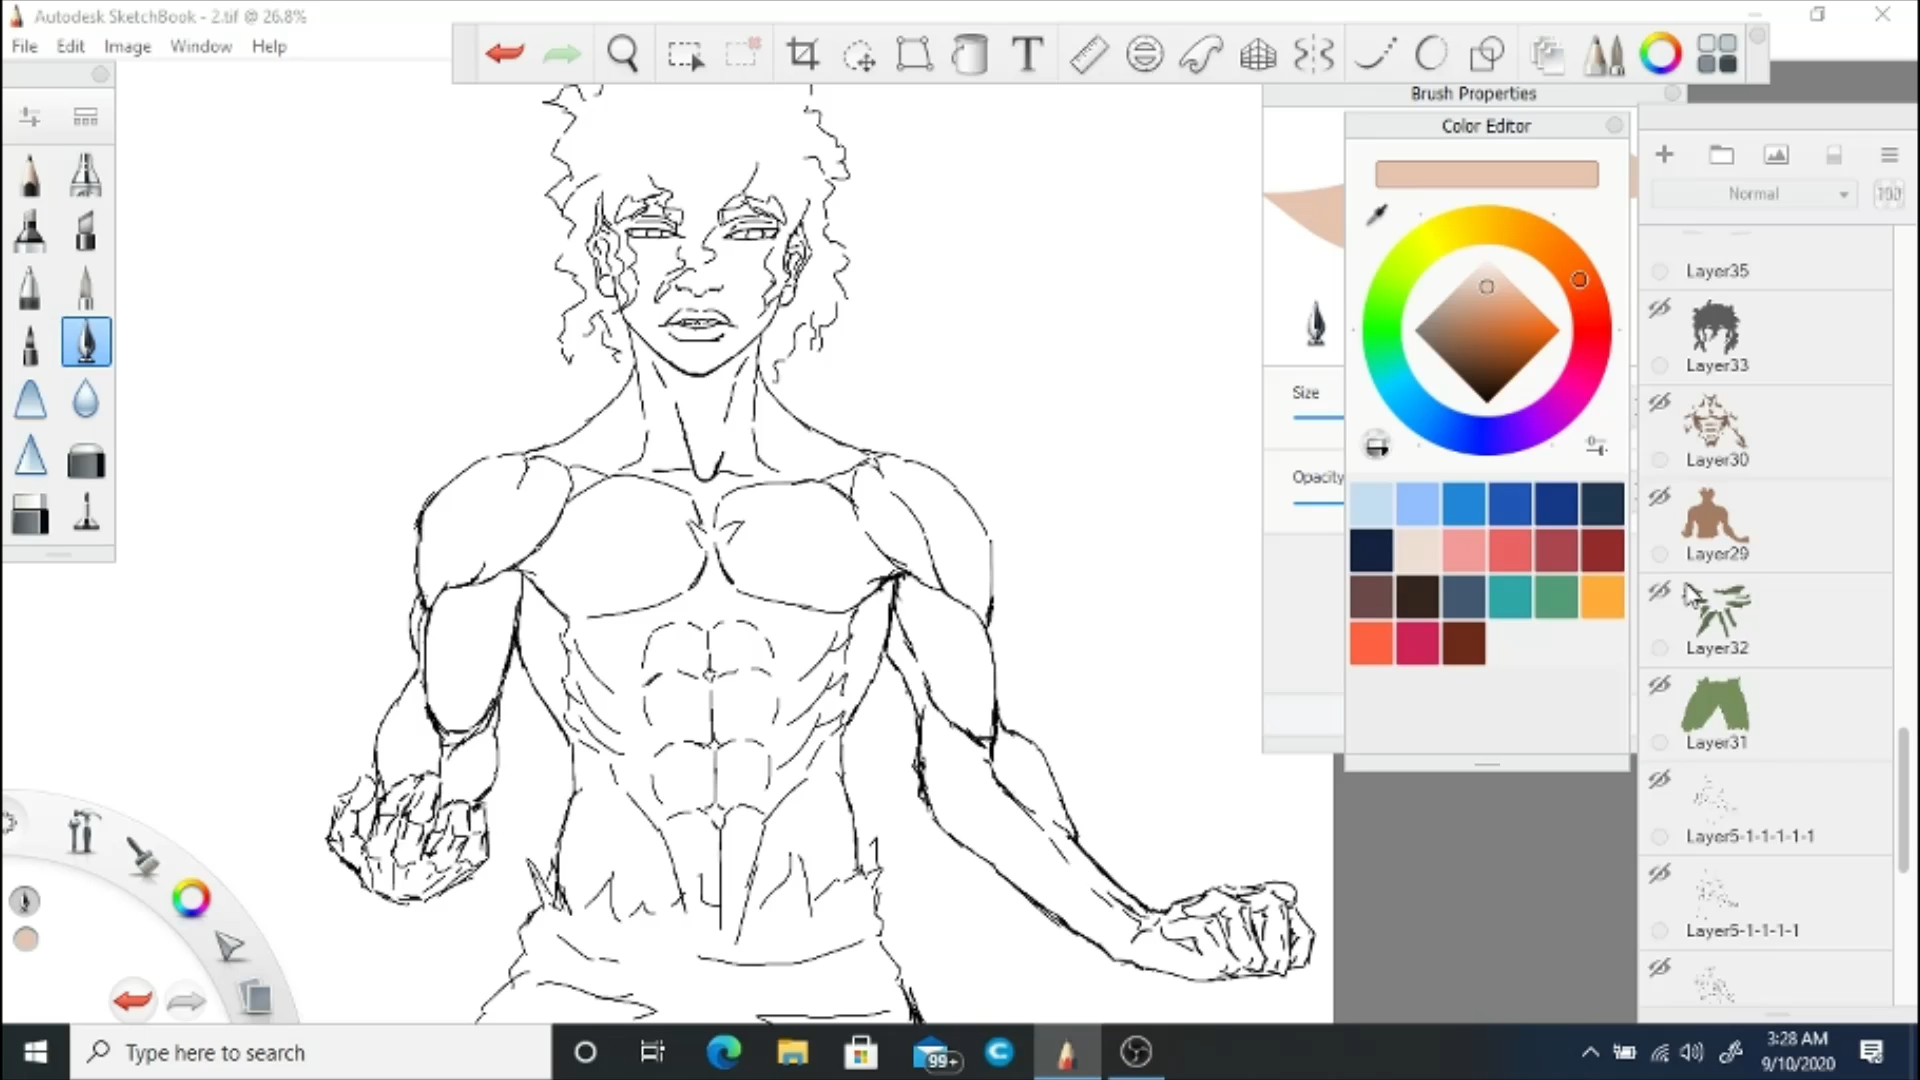 Autodesk SketchBook - 2.tif @ 26.8%
File Edit Image Window Help
T
Brush Properties
Color Editor
Normal
100
Layer35
Layer33
Size
Layer30
Opacity
Layer29
Layer32
Layer31
Layer5-1-1-1-1-1
Layer5-1-1-1-1
Type here to search
99+
3:28 AM
9/10/2020